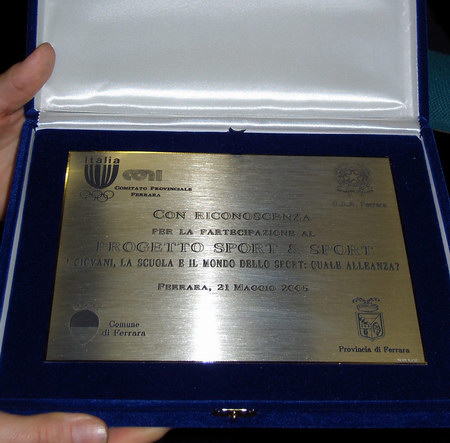 Italia
CONI
Comitato Provinciale
Ferrara
C.S.A. Ferrara
Con riconoscenza
per la partecipazione al
Progetto Sport & Sport
"Giovani, la scuola e il mondo dello sport: quale alleanza?
Ferrara, 21 Maggio 2005
Comune
di Ferrara
Provincia di Ferrara